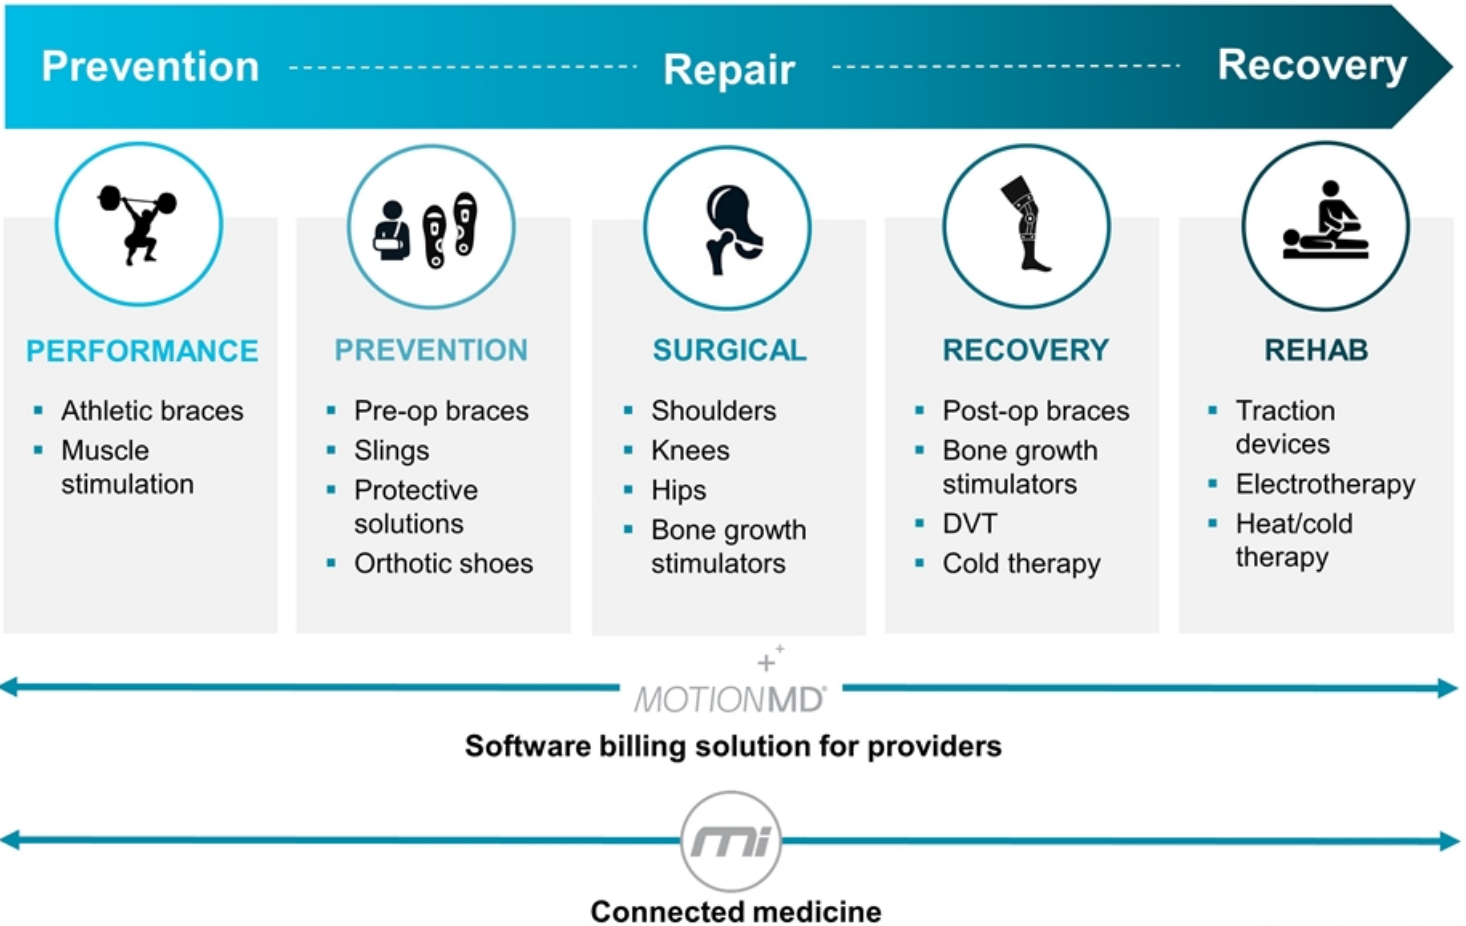 Prevention Repair Recovery
PERFORMANCE
▪ Athletic braces
▪ Muscle
stimulation
PREVENTION
▪ Pre-op braces
▪ Slings
▪ Protective
solutions
▪ Orthotic shoes
SURGICAL
▪ Shoulders
▪ Knees
▪ Hips
▪ Bone growth
stimulators
RECOVERY
▪ Post-op braces
▪ Bone growth
stimulators
▪ DVT
▪ Cold therapy
REHAB
▪ Traction
devices
▪ Electrotherapy
▪ Heat/cold
therapy
MOTIONMD®
Software billing solution for providers
mi
Connected medicine